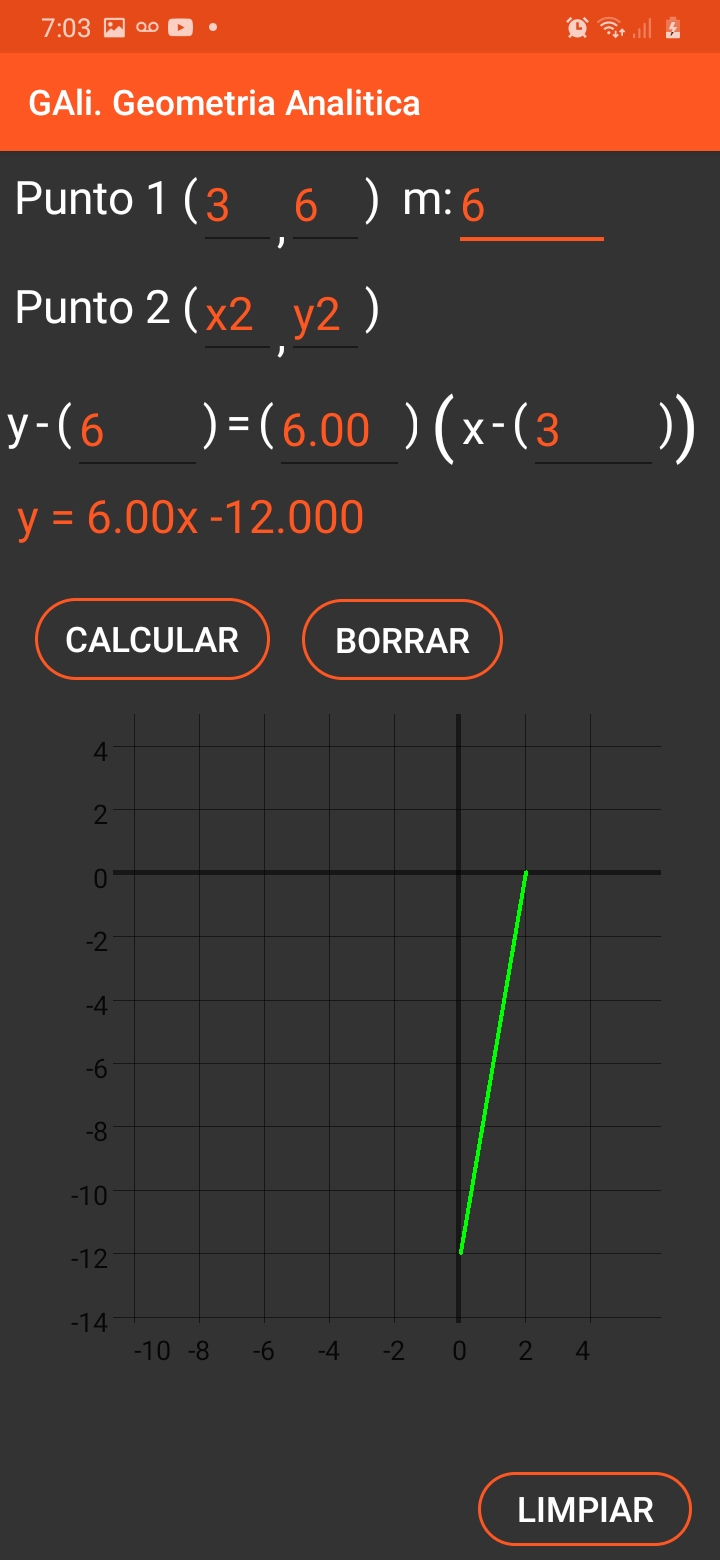 7:03
GAli. Geometria Analitica
Punto 1 ( 3 , 6 ) m: 6
Punto 2 ( x2 , y2 )
y - ( 6 ) = ( 6.00 ) ( x - ( 3 ) )
y = 6.00x -12.000
CALCULAR BORRAR
4
2
0
-2
-4
-6
-8
-10
-12
-14
-10 -8 -6 -4 -2 0 2 4
LIMPIAR